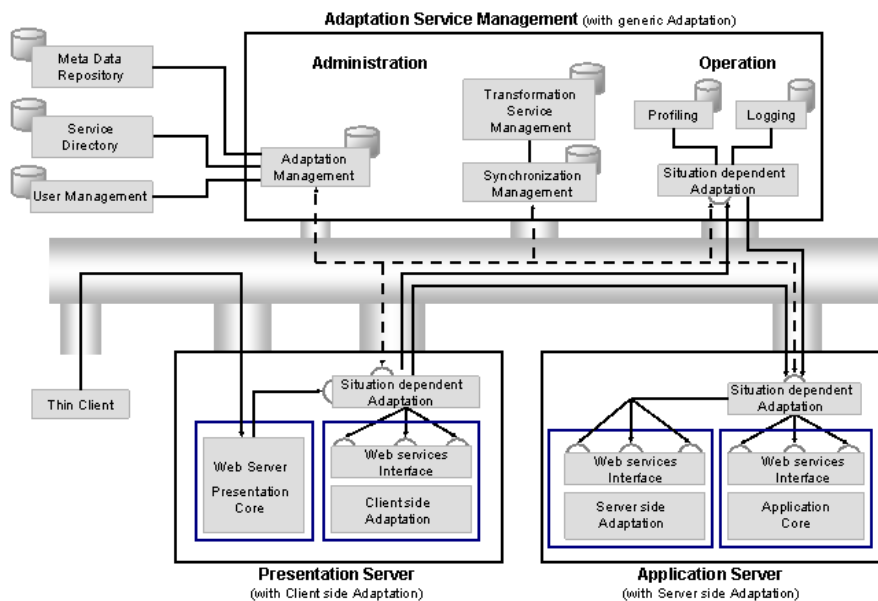 Adaptation Service Management (with generic Adaptation)
Meta Data
Repository
Service
Directory
User Management
Administration
Operation
Adaptation
Management
Transformation
Service
Management
Synchronization
Management
Profiling
Logging
Situation dependent
Adaptation
Thin Client
Situation dependent
Adaptation
Web Server
Presentation
Core
Web services
Interface
Client side
Adaptation
Presentation Server
(with Client side Adaptation)
Situation dependent
Adaptation
Web services
Interface
Server side
Adaptation
Web services
Interface
Application
Core
Application Server
(with Server side Adaptation)